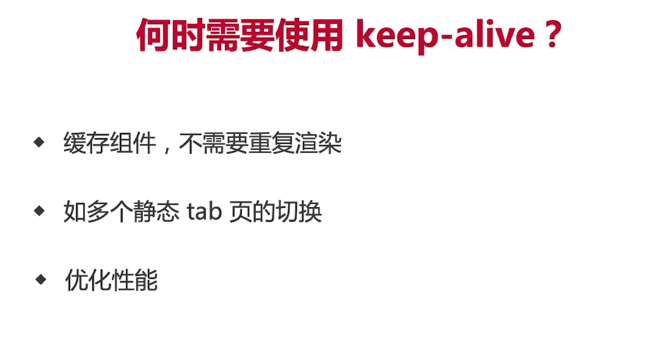 何时需要使用 keep-alive？
◆ 缓存组件，不需要重复渲染
◆ 如多个静态 tab 页的切换
◆ 优化性能